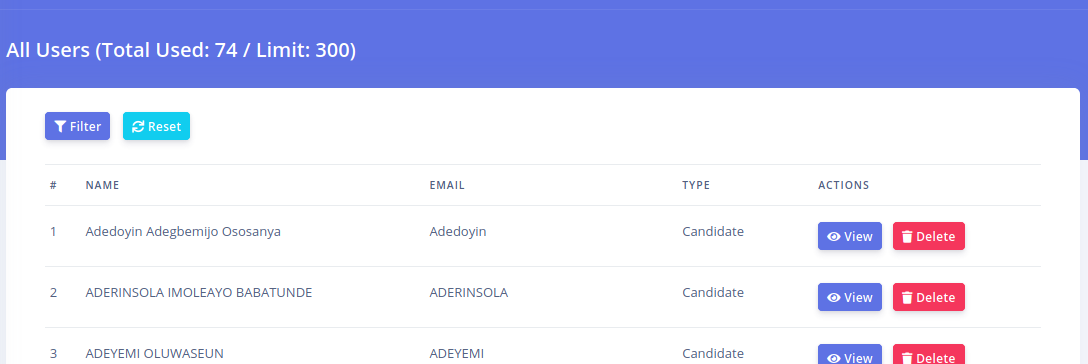 All Users (Total Used: 74 / Limit: 300)
Filter Reset
# NAME EMAIL TYPE ACTIONS
1 Adedoyin Adegbemijo Ososanya Adedoyin Candidate View Delete
2 ADERINSOLA IMOLEAYO BABATUNDE ADERINSOLA Candidate View Delete
3 ADEYEMI OLUWASEUN ADEYEMI Candidate View Delete